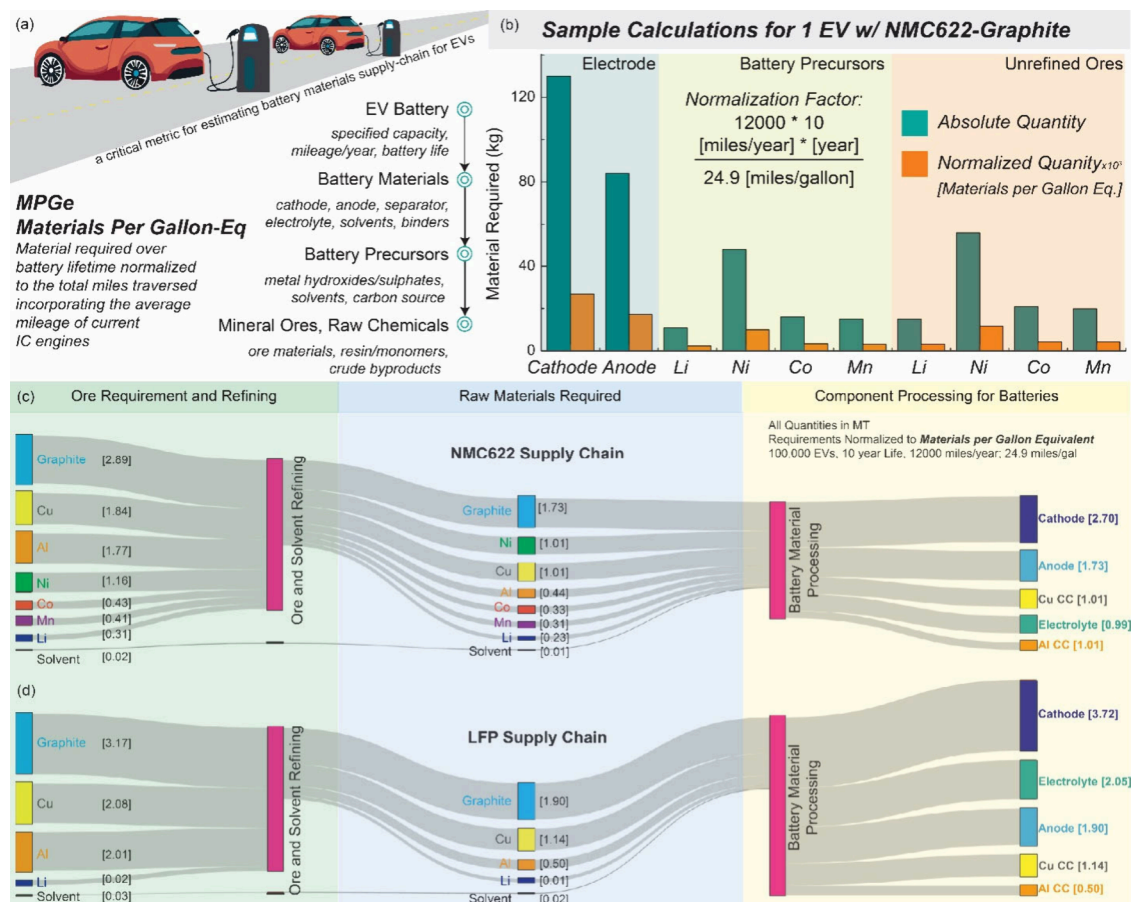 (a)
a critical metric for estimating battery materials supply-chain for EVs
MPGe
Materials Per Gallon-Eq
Material required over
battery lifetime normalized
to the total miles traversed
incorporating the average
mileage of current
IC engines
EV Battery
specified capacity,
mileage/year, battery life
Battery Materials
cathode, anode, separator,
electrolyte, solvents, binders
Battery Precursors
metal hydroxides/sulphates,
solvents, carbon source
Mineral Ores, Raw Chemicals
ore materials, resin/monomers,
crude byproducts
(b)
Sample Calculations for 1 EV w/ NMC622-Graphite
Electrode
Battery Precursors
Unrefined Ores
Normalization Factor:
12000 * 10
[miles/year] * [year]
24.9 [miles/gallon]
Absolute Quantity
Normalized Quanity x10³
[Materials per Gallon Eq.]
Material Required (kg)
120
80
40
0
Cathode Anode Li Ni Co Mn Li Ni Co Mn
(c)
Ore Requirement and Refining
Raw Materials Required
Component Processing for Batteries
All Quantities in MT
Requirements Normalized to Materials per Gallon Equivalent
100,000 EVs, 10 year Life, 12000 miles/year; 24.9 miles/gal
NMC622 Supply Chain
Graphite [2.89]
Cu [1.84]
Al [1.77]
Ni [1.16]
Co [0.43]
Mn [0.41]
Li [0.31]
Solvent [0.02]
Ore and Solvent Refining
Graphite [1.73]
Ni [1.01]
Cu [1.01]
Al [0.44]
Co [0.33]
Mn [0.31]
Li [0.23]
Solvent [0.01]
Battery Material
Processing
Cathode [2.70]
Anode [1.73]
Cu CC [1.01]
Electrolyte [0.99]
Al CC [1.01]
(d)
LFP Supply Chain
Graphite [3.17]
Cu [2.08]
Al [2.01]
Li [0.02]
Solvent [0.03]
Ore and Solvent Refining
Graphite [1.90]
Cu [1.14]
Al [0.50]
Li [0.01]
Solvent [0.02]
Battery Material
Processing
Cathode [3.72]
Electrolyte [2.05]
Anode [1.90]
Cu CC [1.14]
Al CC [0.50]